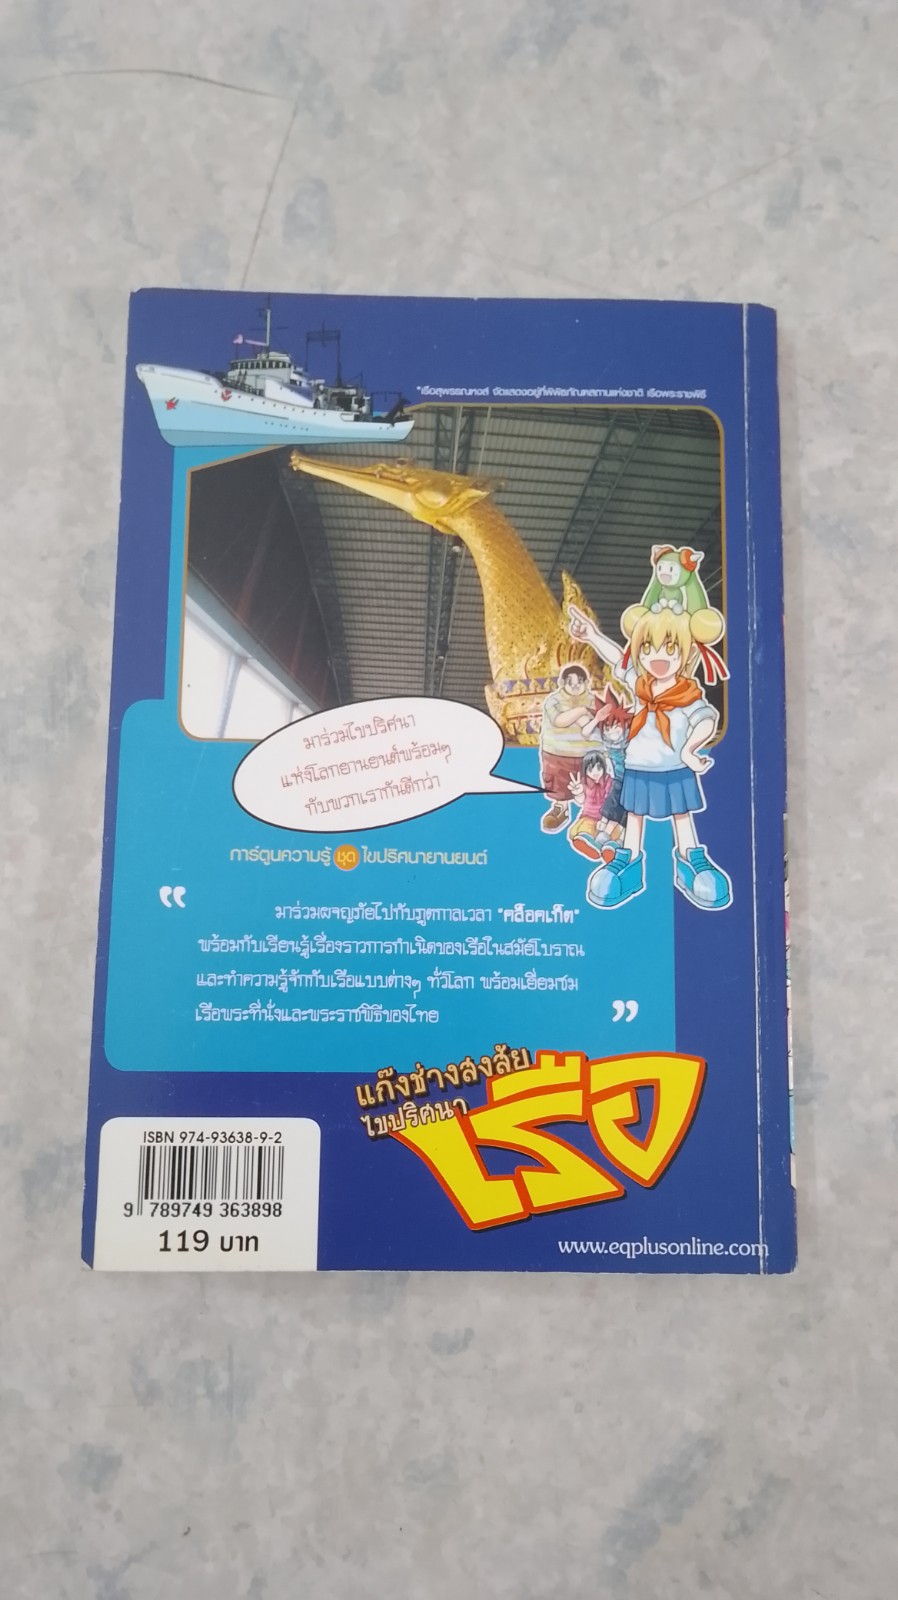 *เรือสุพรรณหงส์ จัดแสดงอยู่ที่พิพิธภัณฑสถานแห่งชาติ เรือพระราชพิธี
มาร่วมไขปริศนา
แห่งโลกยานยนต์พร้อมๆ
กับพวกเรากันดีกว่า
การ์ตูนความรู้ ชุด ไขปริศนายานยนต์
“
มาร่วมผจญภัยไปกับภูตกาลเวลา "คล็อคเก็ต"
พร้อมกับเรียนรู้เรื่องราวการกำเนิดของเรือในสมัยโบราณ
และทำความรู้จักกับเรือแบบต่างๆ ทั่วโลก พร้อมเยี่ยมชม
เรือพระที่นั่งและพระราชพิธีของไทย
”
แก๊งช่างสงสัย
ไขปริศนา
เรือ
ISBN 974-93638-9-2
9 789749 363898
119 บาท
www.eqplusonline.com